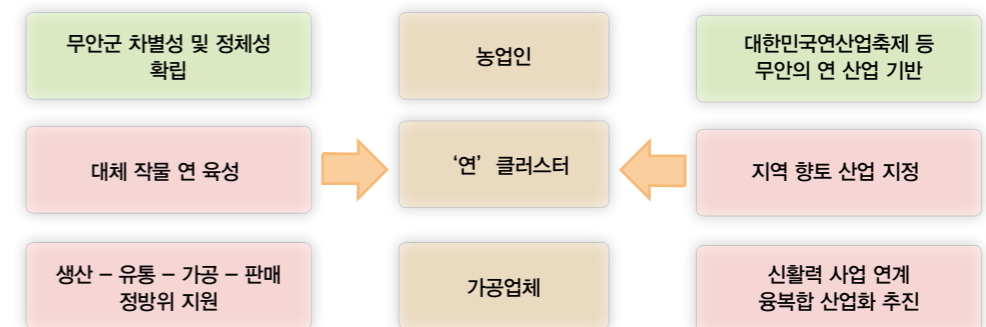 무안군 차별성 및 정체성
확립
농업인
대한민국연산업축제 등
무안의 연 산업 기반
대체 작물 연 육성
‘연’ 클러스터
지역 향토 산업 지정
생산 – 유통 – 가공 – 판매
정방위 지원
가공업체
신활력 사업 연계
융복합 산업화 추진